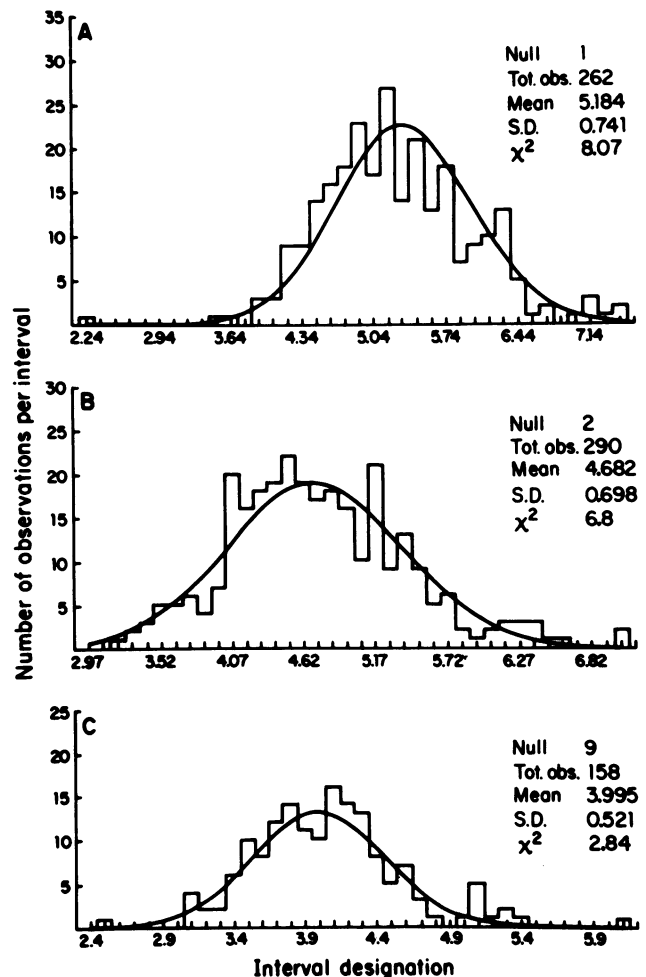 A
35
30
25
20
15
10
5
Null 1
Tot. obs. 262
Mean 5.184
S.D. 0.741
χ² 8.07
2.24 2.94 3.64 4.34 5.04 5.74 6.44 7.14
Number of observations per interval
B
30
25
20
15
10
5
Null 2
Tot. obs. 290
Mean 4.682
S.D. 0.698
χ² 6.8
2.97 3.52 4.07 4.62 5.17 5.72 6.27 6.82
C
25
20
15
10
5
Null 9
Tot. obs. 158
Mean 3.995
S.D. 0.521
χ² 2.84
2.4 2.9 3.4 3.9 4.4 4.9 5.4 5.9
Interval designation